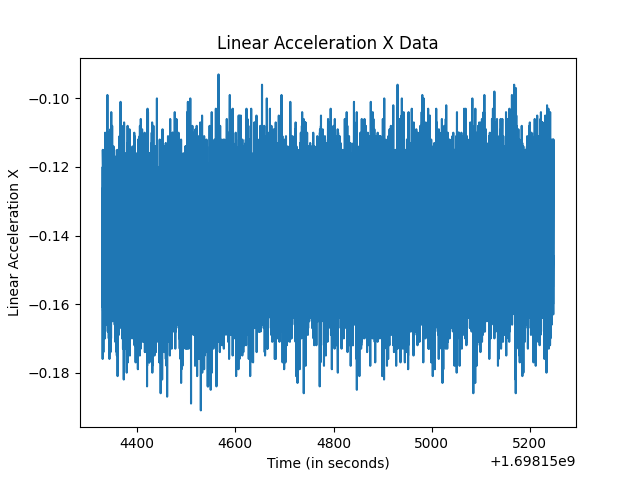 Linear Acceleration X Data
Linear Acceleration X
−0.10
−0.12
−0.14
−0.16
−0.18
4400
4600
4800
5000
5200
Time (in seconds)
+1.69815e9